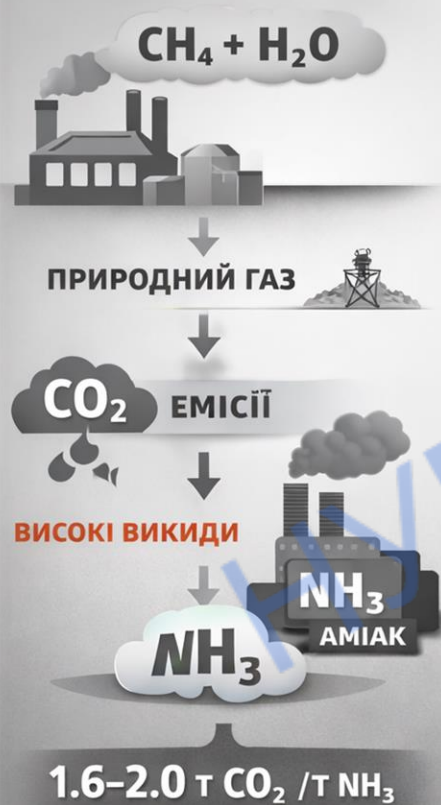 CH₄ + H₂O
ПРИРОДНИЙ ГАЗ
CO₂ ЕМІСІЇ
ВИСОКІ ВИКИДИ
NH₃
АМІАК
NH₃
1.6–2.0 т CO₂ /т NH₃